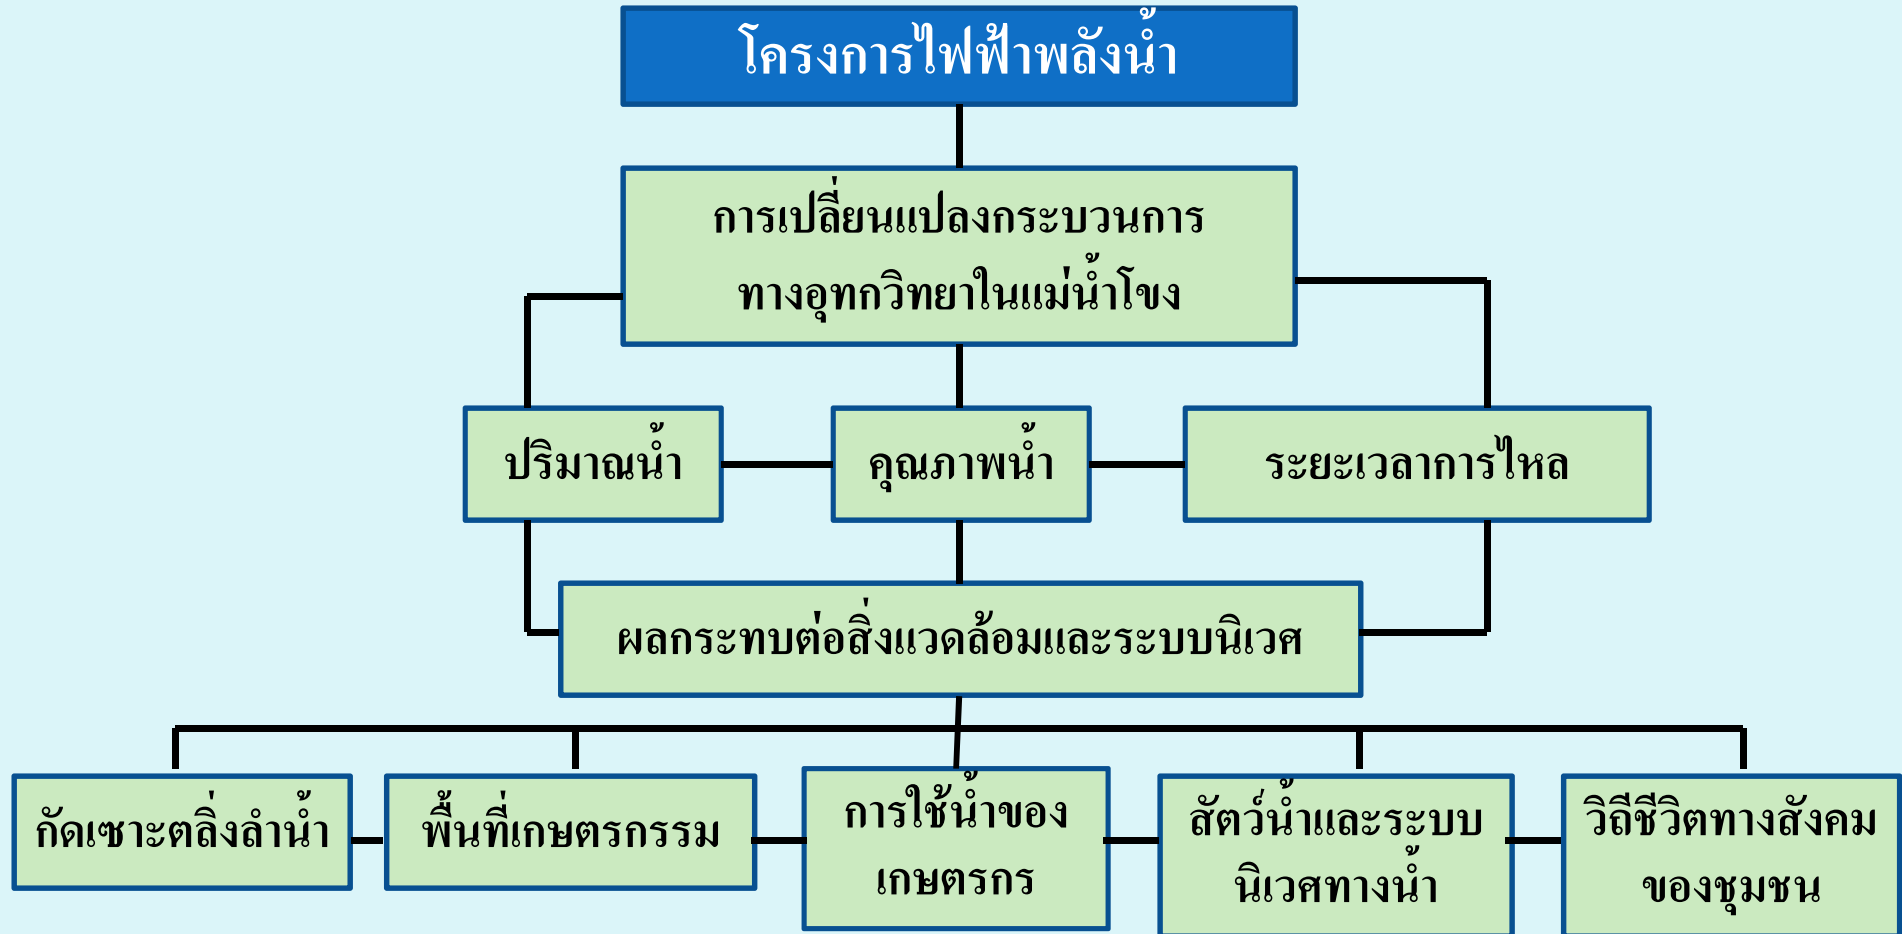 โครงการไฟฟ้าพลังน้ำ
การเปลี่ยนแปลงกระบวนการ
ทางอุทกวิทยาในแม่น้ำโขง
ปริมาณน้ำ
คุณภาพน้ำ
ระยะเวลาการไหล
ผลกระทบต่อสิ่งแวดล้อมและระบบนิเวศ
กัดเซาะตลิ่งลำน้ำ
พื้นที่เกษตรกรรม
การใช้น้ำของ
เกษตรกร
สัตว์น้ำและระบบ
นิเวศทางน้ำ
วิถีชีวิตทางสังคม
ของชุมชน